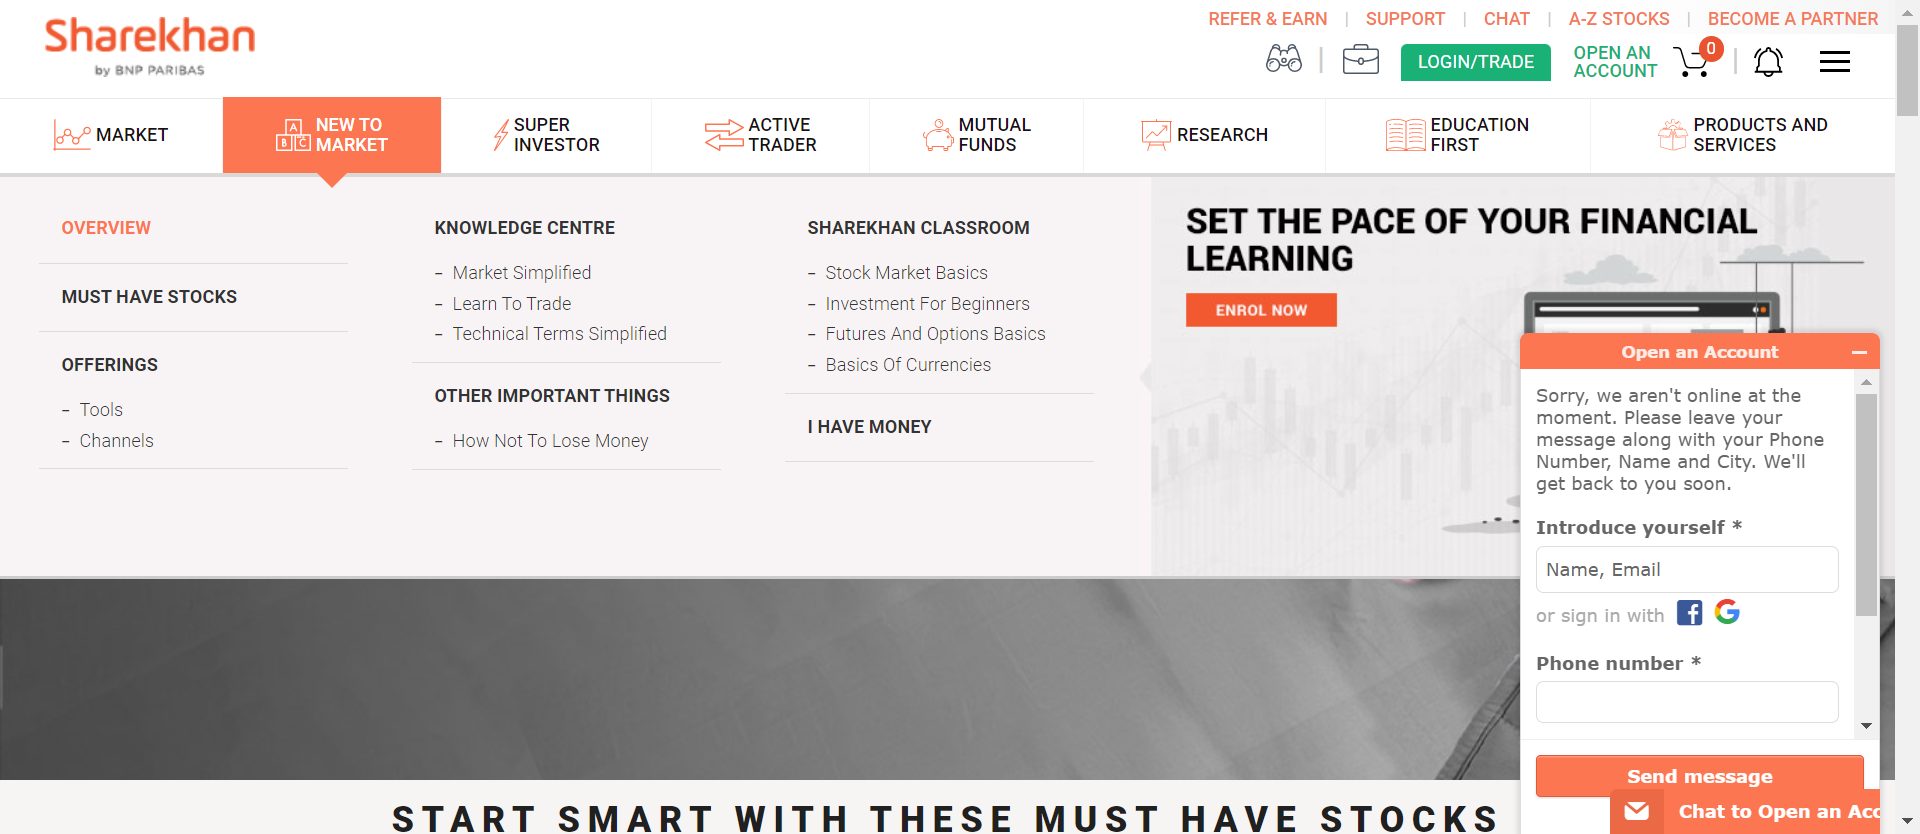 Sharekhan
by BNP PARIBAS
REFER & EARN | SUPPORT | CHAT | A-Z STOCKS | BECOME A PARTNER
LOGIN/TRADE
OPEN AN
ACCOUNT
0
MARKET
A
B C
NEW TO
MARKET
SUPER
INVESTOR
ACTIVE
TRADER
MUTUAL
FUNDS
RESEARCH
EDUCATION
FIRST
PRODUCTS AND
SERVICES
OVERVIEW
MUST HAVE STOCKS
OFFERINGS
- Tools
- Channels
KNOWLEDGE CENTRE
- Market Simplified
- Learn To Trade
- Technical Terms Simplified
OTHER IMPORTANT THINGS
- How Not To Lose Money
SHAREKHAN CLASSROOM
- Stock Market Basics
- Investment For Beginners
- Futures And Options Basics
- Basics Of Currencies
I HAVE MONEY
SET THE PACE OF YOUR FINANCIAL
LEARNING
ENROL NOW
Open an Account
Sorry, we aren't online at the
moment. Please leave your
message along with your Phone
Number, Name and City. We'll
get back to you soon.
Introduce yourself *
Name, Email
or sign in with
Phone number *
Send message
Chat to Open an Acc
START SMART WITH THESE MUST HAVE STOCKS